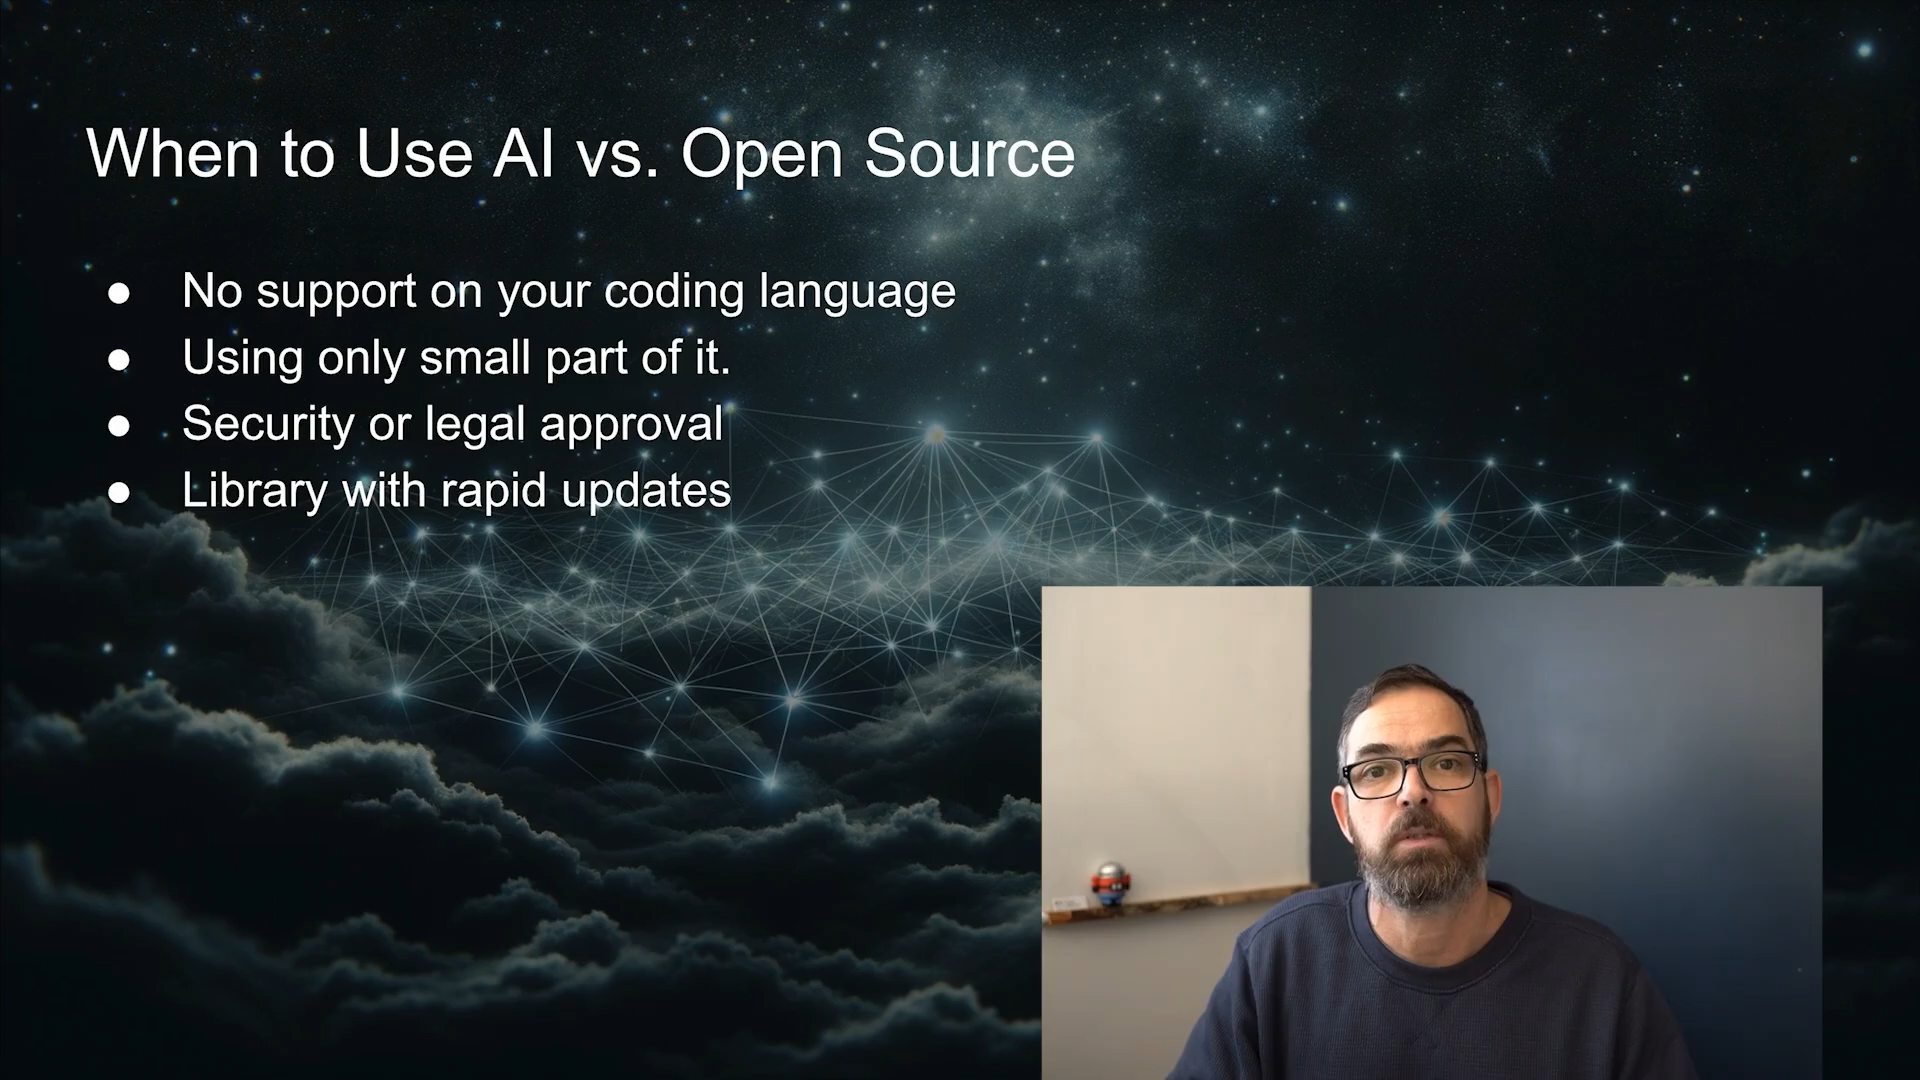 When to Use AI vs. Open Source
● No support on your coding language
● Using only small part of it.
● Security or legal approval
● Library with rapid updates